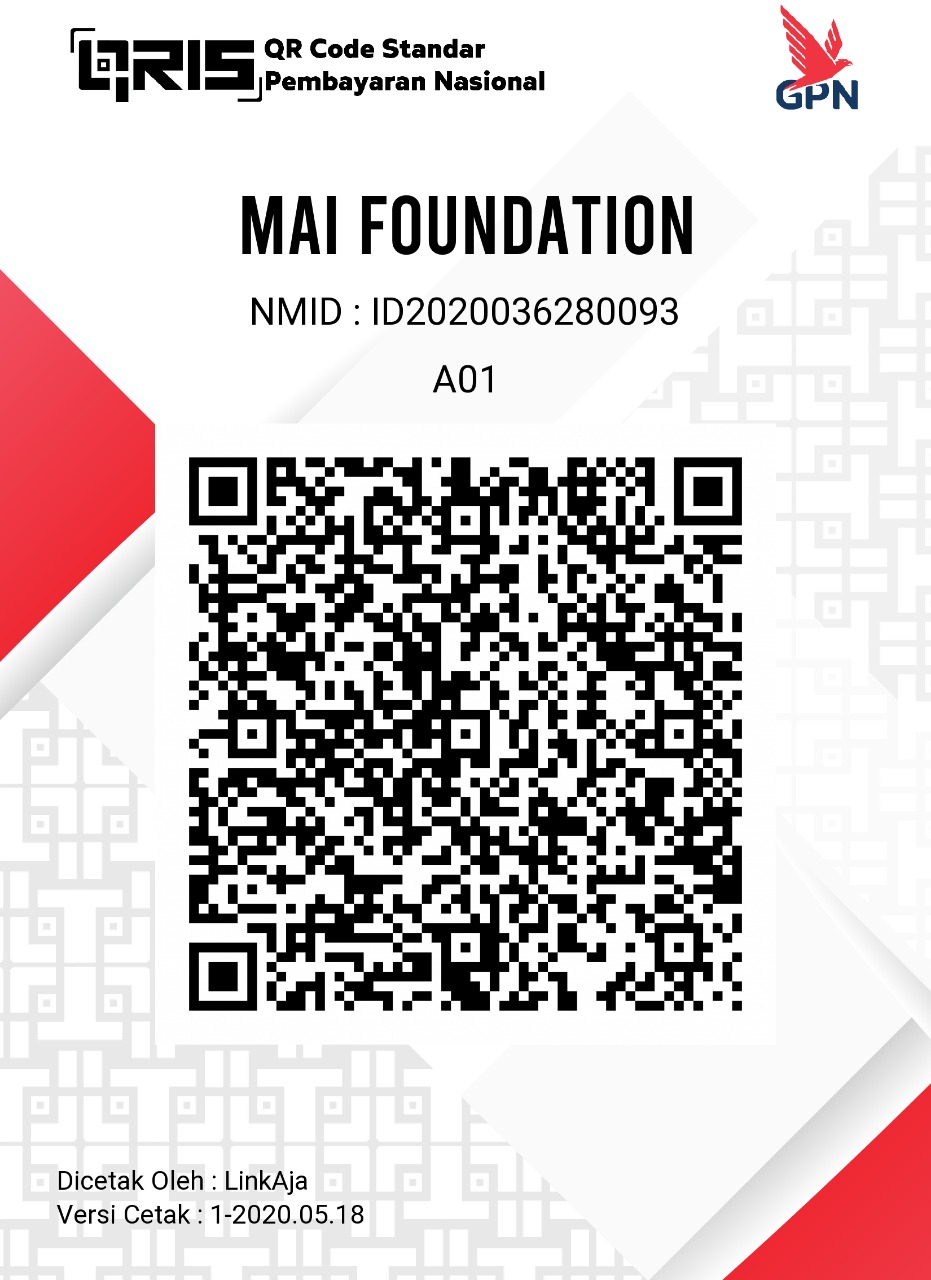 QRIS QR Code Standar
Pembayaran Nasional
GPN
MAI FOUNDATION
NMID : ID2020036280093
A01
Dicetak Oleh : LinkAja
Versi Cetak : 1-2020.05.18